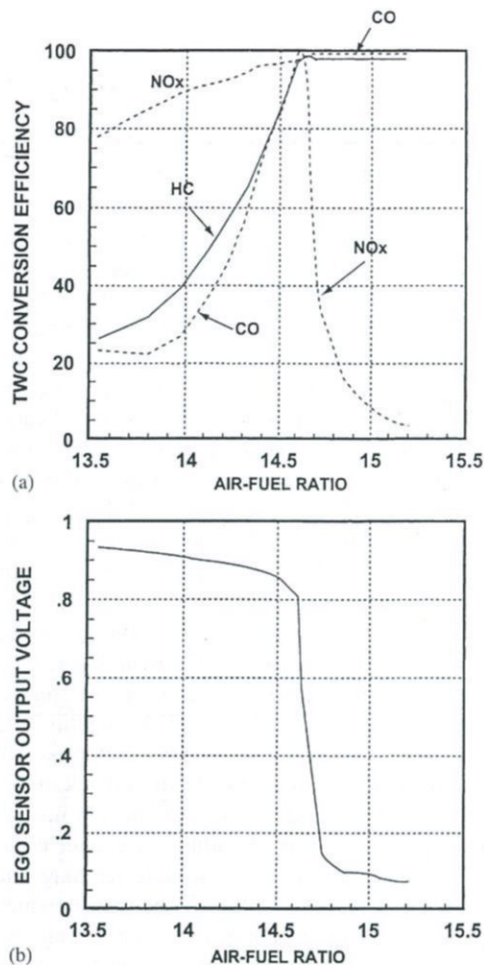 CO
100
NOx
80
TWC CONVERSION EFFICIENCY
60
HC
NOx
40
CO
20
0
13.5 14 14.5 15 15.5
(a)
AIR-FUEL RATIO
1
EGO SENSOR OUTPUT VOLTAGE
.8
.6
.4
.2
0
13.5 14 14.5 15 15.5
(b)
AIR-FUEL RATIO